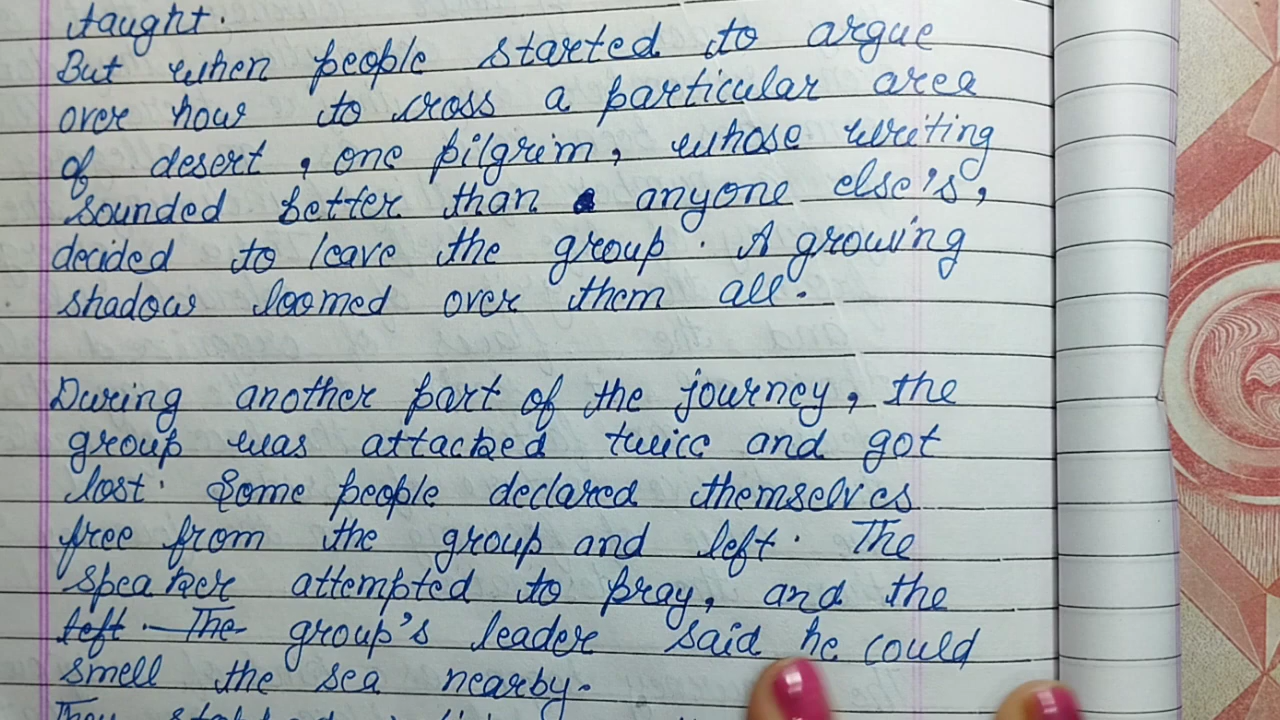 taught.
But when people started to argue
over how to cross a particular area
of desert, one pilgrim, whose writing
sounded better than anyone else's,
decided to leave the group. A growing
shadow loomed over them all.
During another part of the journey, the
group was attacked twice and got
lost. Some people declared themselves
free from the group and left. The
speaker attempted to pray, and the
left. The group's leader said he could
smell the sea nearby.
They